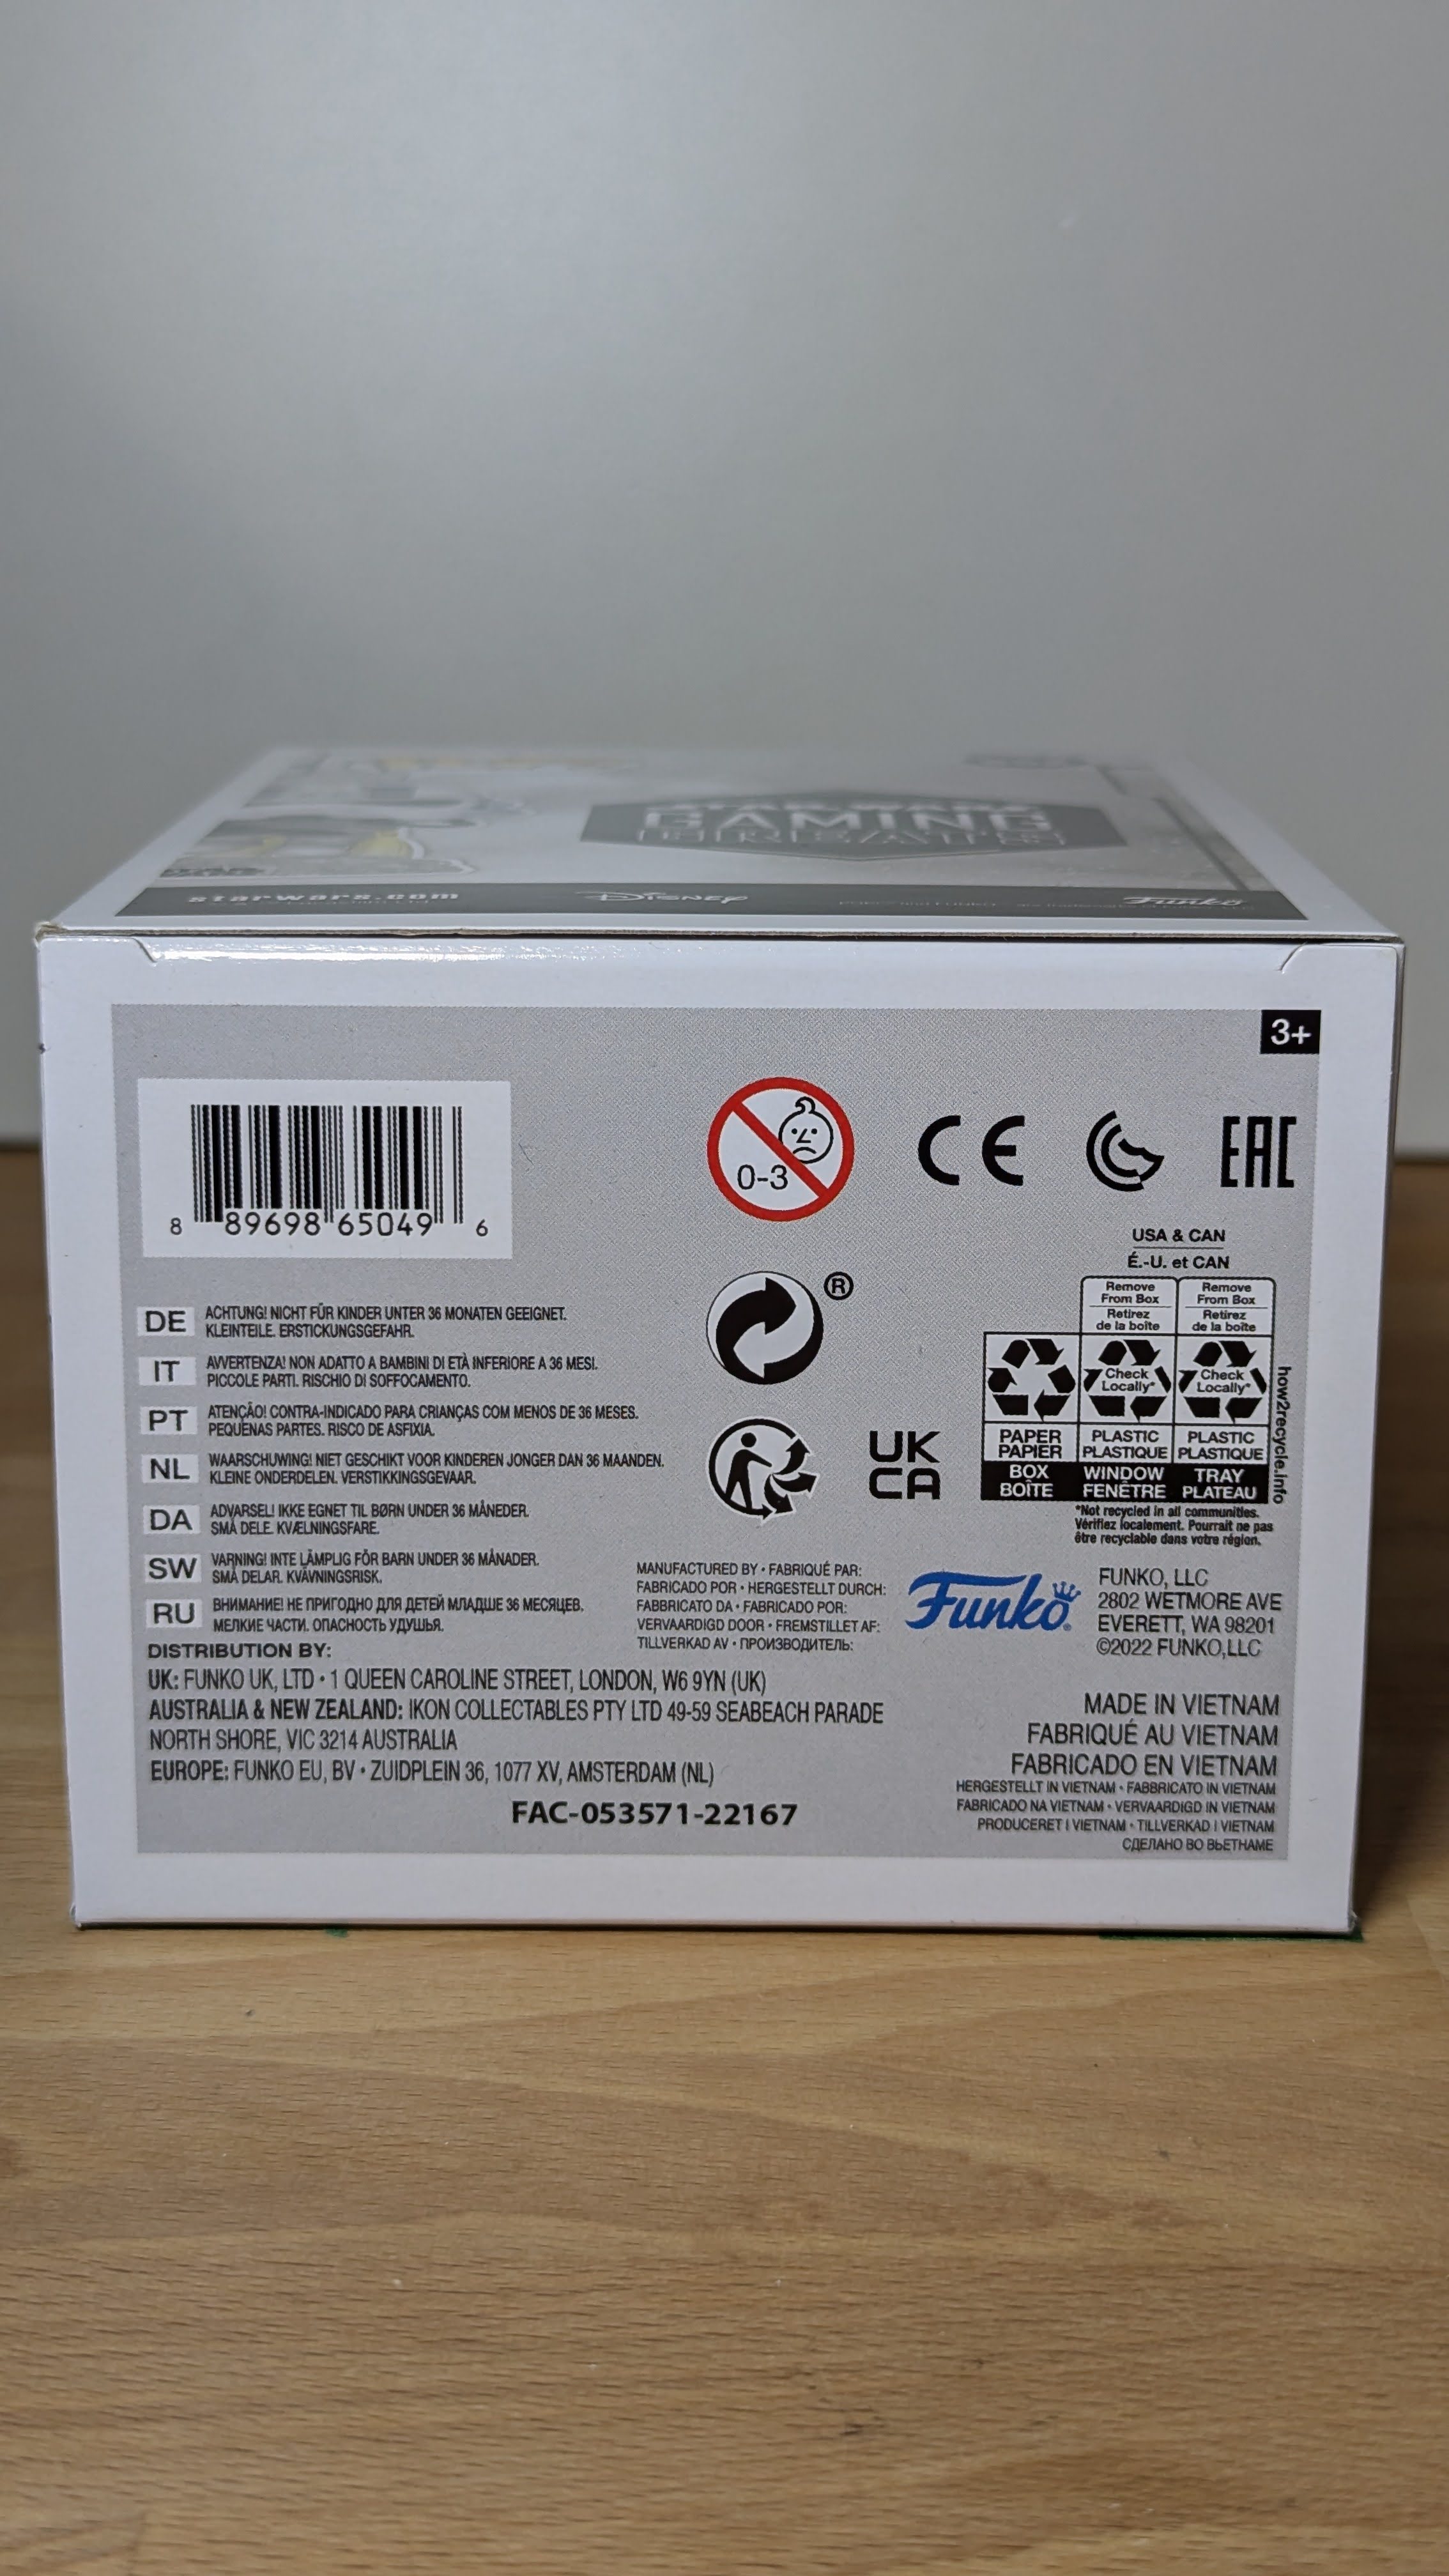 STAR WARS
GAMING
GREATS
starwars.com
Disney
Funko
3+
8 89698 65049 6
0-3
CE
EAC
®
UK
CA
USA & CAN
É.-U. et CAN
Remove
From Box
Retirez
de la boîte
Remove
From Box
Retirez
de la boîte
Check
Locally*
Check
Locally*
PAPER
PAPIER
PLASTIC
PLASTIQUE
PLASTIC
PLASTIQUE
BOX
BOÎTE
WINDOW
FENÊTRE
TRAY
PLATEAU
how2recycle.info
*Not recycled in all communities.
Vérifiez localement. Pourrait ne pas
être recyclable dans votre région.
DE
ACHTUNG! NICHT FÜR KINDER UNTER 36 MONATEN GEEIGNET.
KLEINTEILE. ERSTICKUNGSGEFAHR.
IT
AVVERTENZA! NON ADATTO A BAMBINI DI ETÀ INFERIORE A 36 MESI.
PICCOLE PARTI. RISCHIO DI SOFFOCAMENTO.
PT
ATENÇÃO! CONTRA-INDICADO PARA CRIANÇAS COM MENOS DE 36 MESES.
PEQUENAS PARTES. RISCO DE ASFIXIA.
NL
WAARSCHUWING! NIET GESCHIKT VOOR KINDEREN JONGER DAN 36 MAANDEN.
KLEINE ONDERDELEN. VERSTIKKINGSGEVAAR.
DA
ADVARSEL! IKKE EGNET TIL BØRN UNDER 36 MÅNEDER.
SMÅ DELE. KVÆLNINGSFARE.
SW
VARNING! INTE LÄMPLIG FÖR BARN UNDER 36 MÅNADER.
SMÅ DELAR. KVÄVNINGSRISK.
RU
ВНИМАНИЕ! НЕ ПРИГОДНО ДЛЯ ДЕТЕЙ МЛАДШЕ 36 МЕСЯЦЕВ.
МЕЛКИЕ ЧАСТИ. ОПАСНОСТЬ УДУШЬЯ.
MANUFACTURED BY • FABRIQUÉ PAR:
FABRICADO POR • HERGESTELLT DURCH:
FABBRICATO DA • FABRICADO POR:
VERVAARDIGD DOOR • FREMSTILLET AF:
TILLVERKAD AV • ПРОИЗВОДИТЕЛЬ:
Funko
FUNKO, LLC
2802 WETMORE AVE
EVERETT, WA 98201
©2022 FUNKO,LLC
DISTRIBUTION BY:
UK: FUNKO UK, LTD • 1 QUEEN CAROLINE STREET, LONDON, W6 9YN (UK)
AUSTRALIA & NEW ZEALAND: IKON COLLECTABLES PTY LTD 49-59 SEABEACH PARADE
NORTH SHORE, VIC 3214 AUSTRALIA
EUROPE: FUNKO EU, BV • ZUIDPLEIN 36, 1077 XV, AMSTERDAM (NL)
FAC-053571-22167
MADE IN VIETNAM
FABRIQUÉ AU VIETNAM
FABRICADO EN VIETNAM
HERGESTELLT IN VIETNAM • FABBRICATO IN VIETNAM
FABRICADO NA VIETNAM • VERVAARDIGD IN VIETNAM
PRODUCERET I VIETNAM • TILLVERKAD I VIETNAM
СДЕЛАНО ВО ВЬЕТНАМЕ